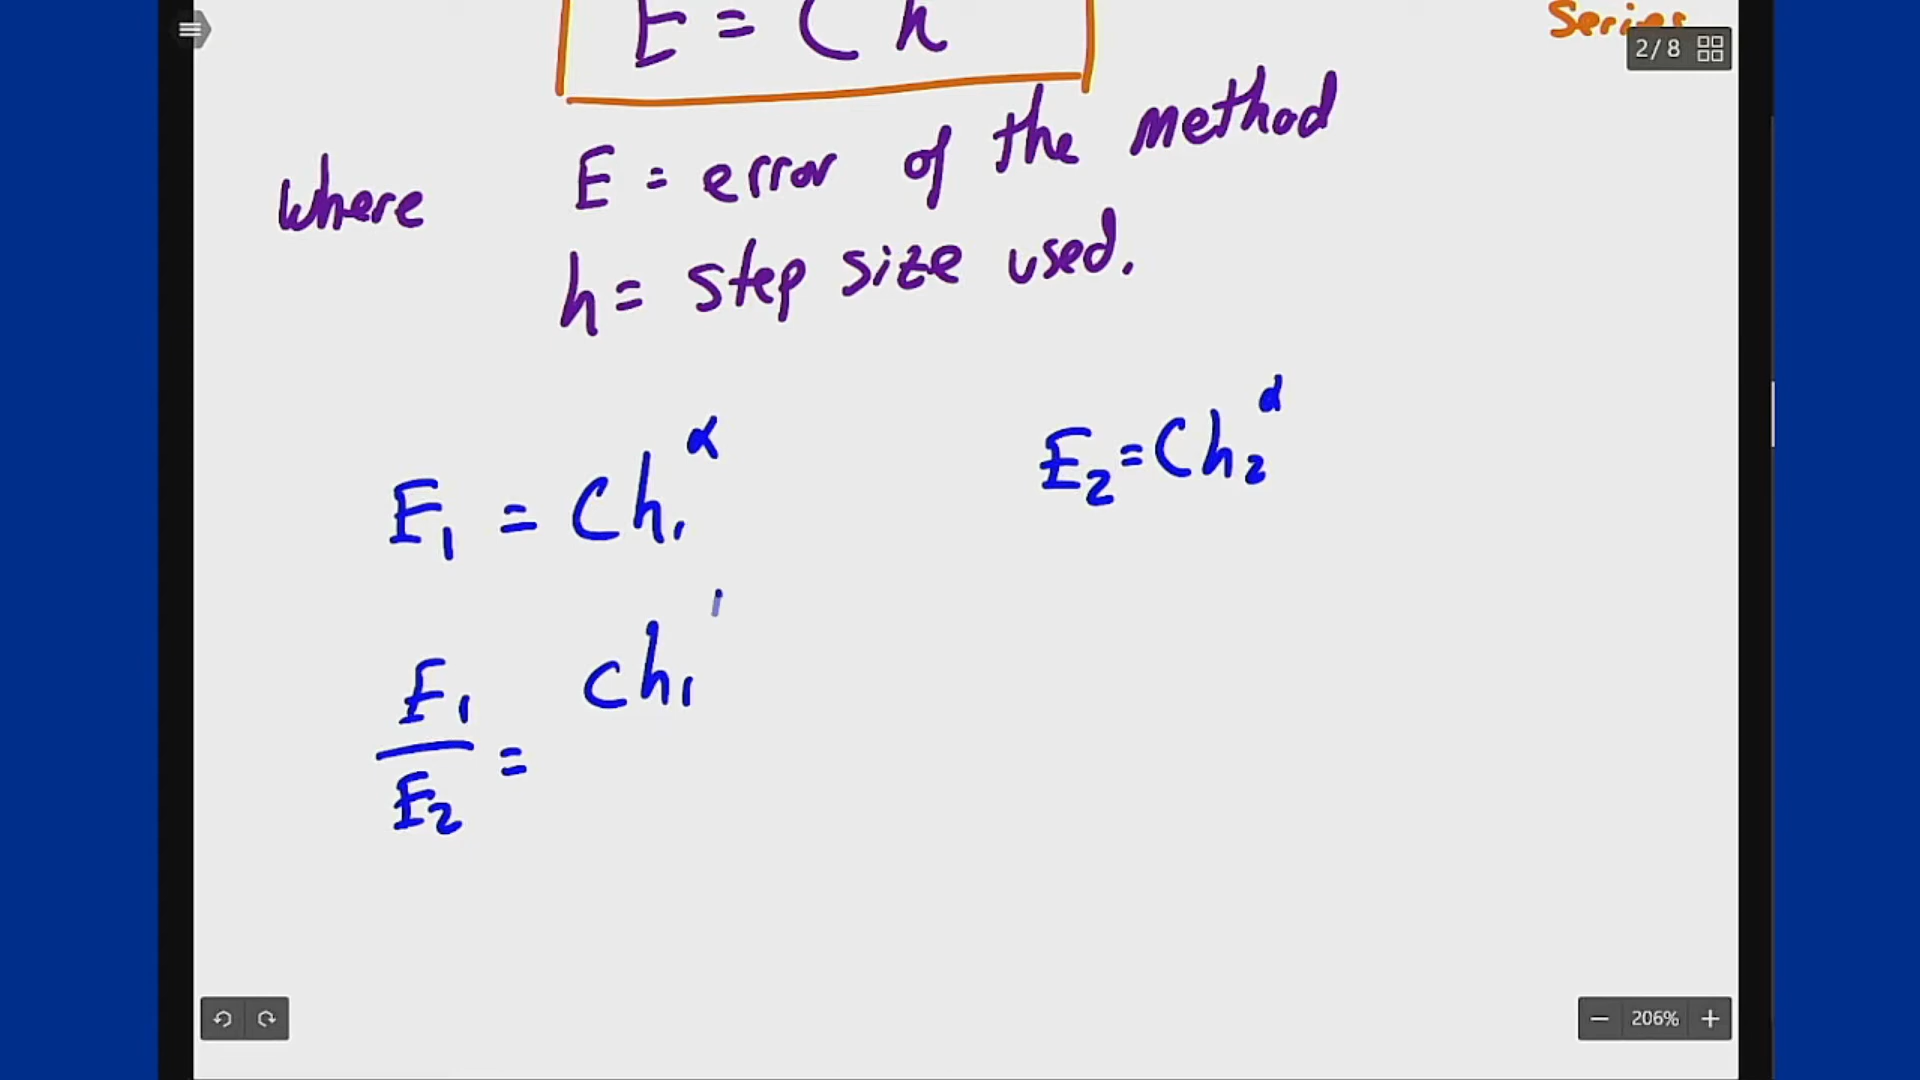 E = Ch
Series
2/8
where E = error of the method
h = step size used.
E₁ = Ch₁^α
E₂ = Ch₂^α
E₁/E₂ = ch₁
206%